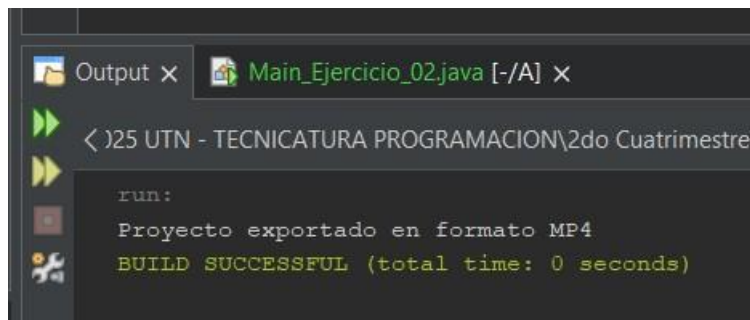 Output
Main_Ejercicio_02.java [-/A]
025 UTN - TECNICATURA PROGRAMACION\2do Cuatrimestre
run:
Proyecto exportado en formato MP4
BUILD SUCCESSFUL (total time: 0 seconds)